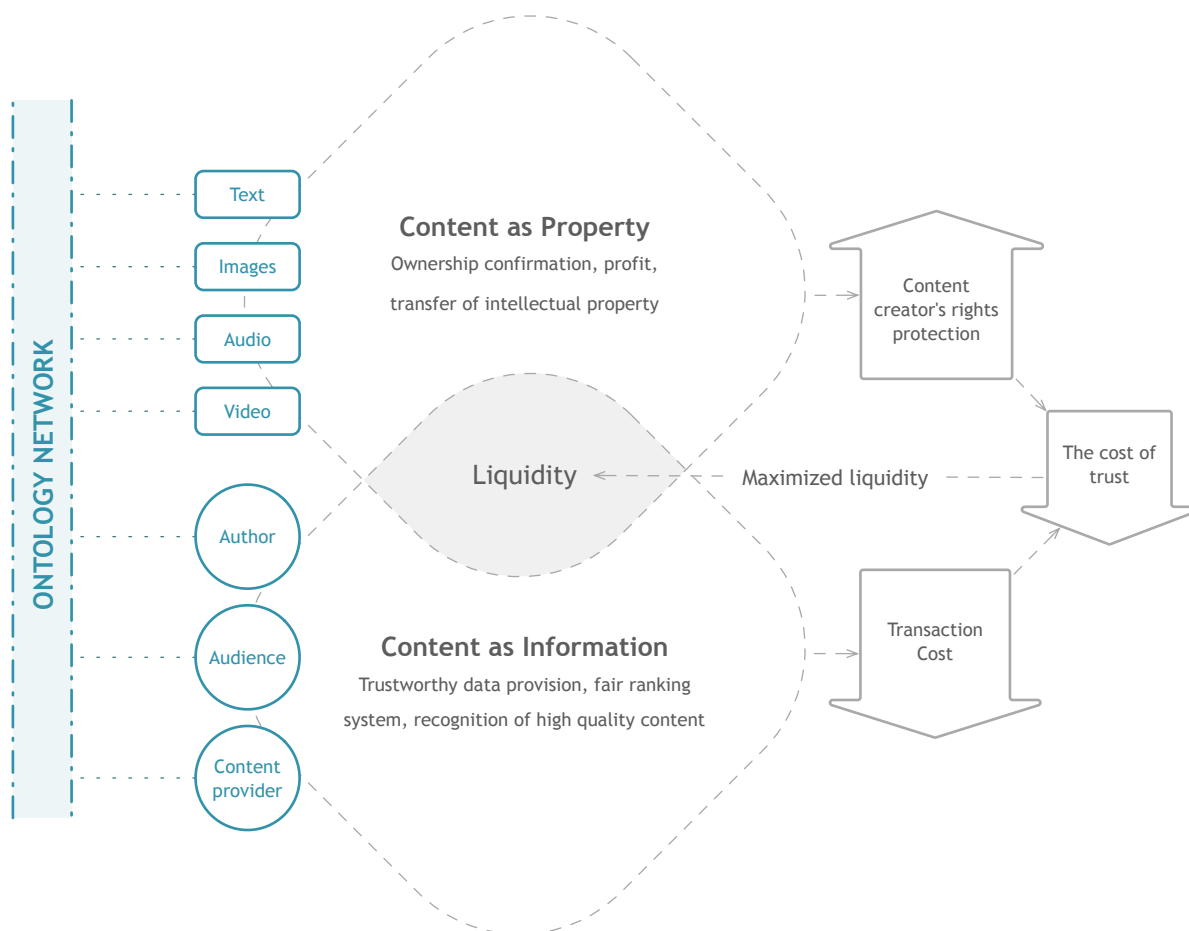 ONTOLOGY NETWORK
Text
Images
Audio
Video
Author
Audience
Content
provider
Content as Property
Ownership confirmation, profit,
transfer of intellectual property
Liquidity
Content as Information
Trustworthy data provision, fair ranking
system, recognition of high quality content
Content
creator's rights
protection
Maximized liquidity
The cost of
trust
Transaction
Cost